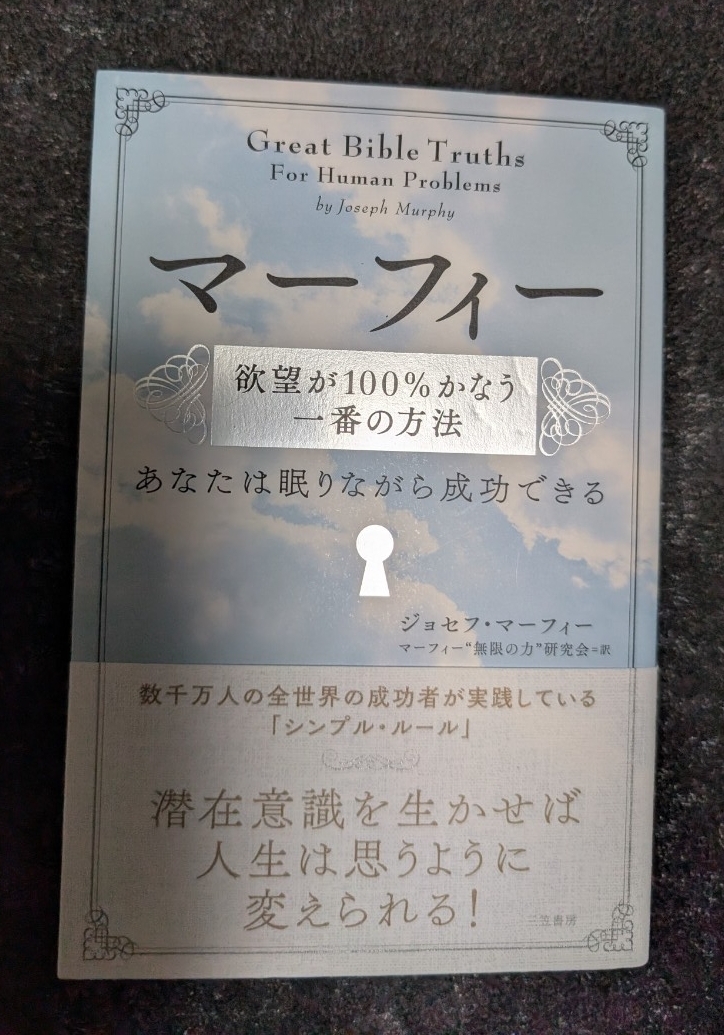 Great Bible Truths
For Human Problems
by Joseph Murphy
マーフィー
欲望が100%かなう
一番の方法
あなたは眠りながら成功できる
ジョセフ・マーフィー
マーフィー“無限の力”研究会=訳
数千万人の全世界の成功者が実践している
「シンプル・ルール」
潜在意識を生かせば
人生は思うように
変えられる!
三笠書房